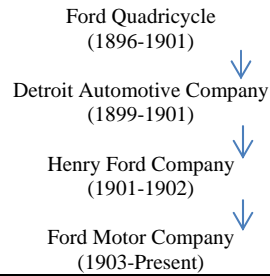 Ford Quadricycle
(1896-1901)
Detroit Automotive Company
(1899-1901)
Henry Ford Company
(1901-1902)
Ford Motor Company
(1903-Present)